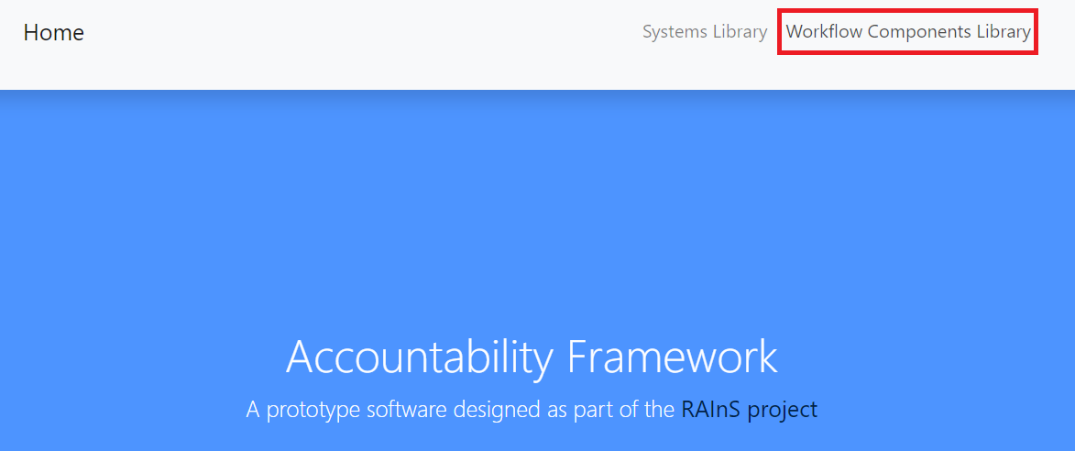 Home
Systems Library
Workflow Components Library
Accountability Framework
A prototype software designed as part of the RAInS project